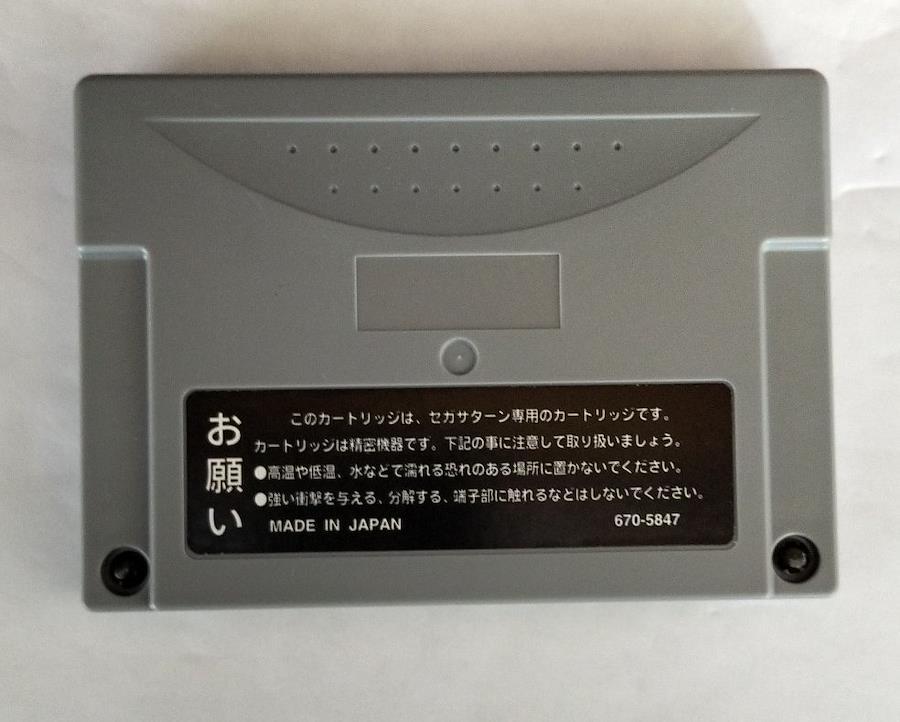 お願い
このカートリッジは、セガサターン専用のカートリッジです。
カートリッジは精密機器です。下記の事に注意して取り扱いましょう。
●高温や低温、水などで濡れる恐れのある場所に置かないでください。
●強い衝撃を与える、分解する、端子部に触れるなどはしないでください。
MADE IN JAPAN 670-5847